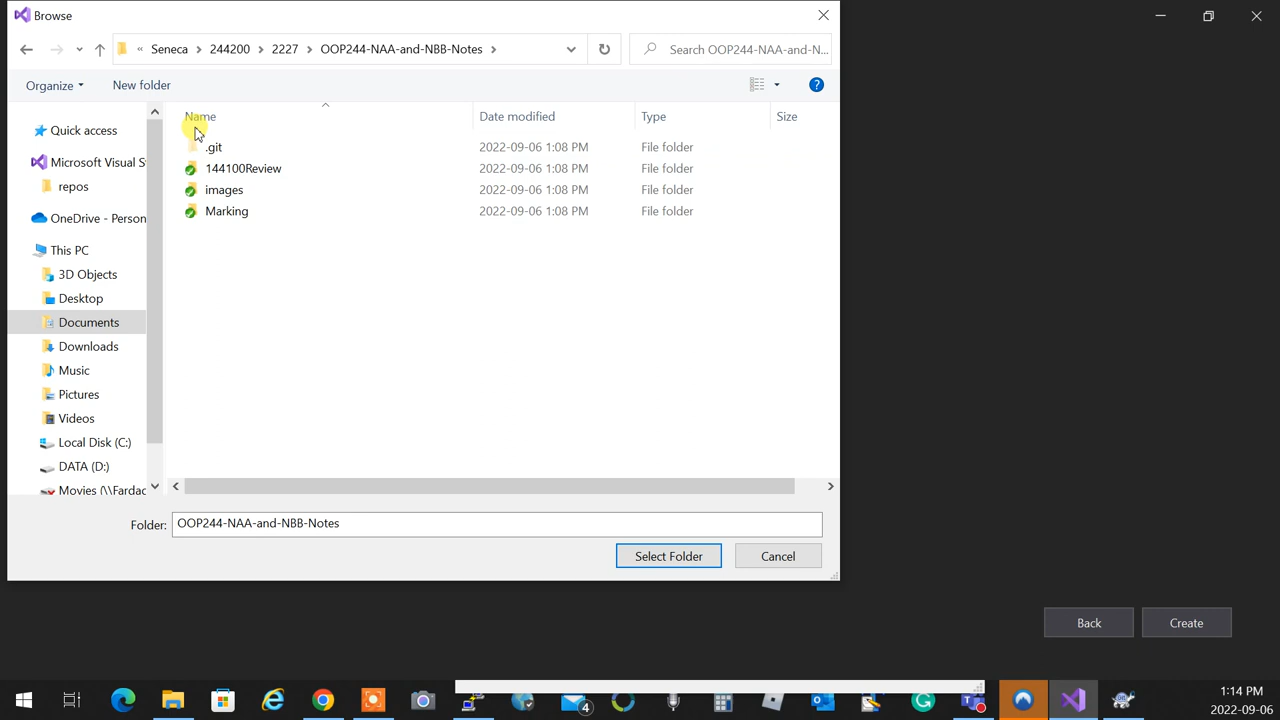 Browse
« Seneca > 244200 > 2227 > OOP244-NAA-and-NBB-Notes >
Search OOP244-NAA-and-N...
Organize
New folder
Name
Date modified
Type
Size
Quick access
Microsoft Visual S
repos
OneDrive - Person
This PC
3D Objects
Desktop
Documents
Downloads
Music
Pictures
Videos
Local Disk (C:)
DATA (D:)
Movies (\\Fardac
.git 2022-09-06 1:08 PM File folder
144100Review 2022-09-06 1:08 PM File folder
images 2022-09-06 1:08 PM File folder
Marking 2022-09-06 1:08 PM File folder
Folder: OOP244-NAA-and-NBB-Notes
Select Folder
Cancel
Back
Create
4
1:14 PM
2022-09-06